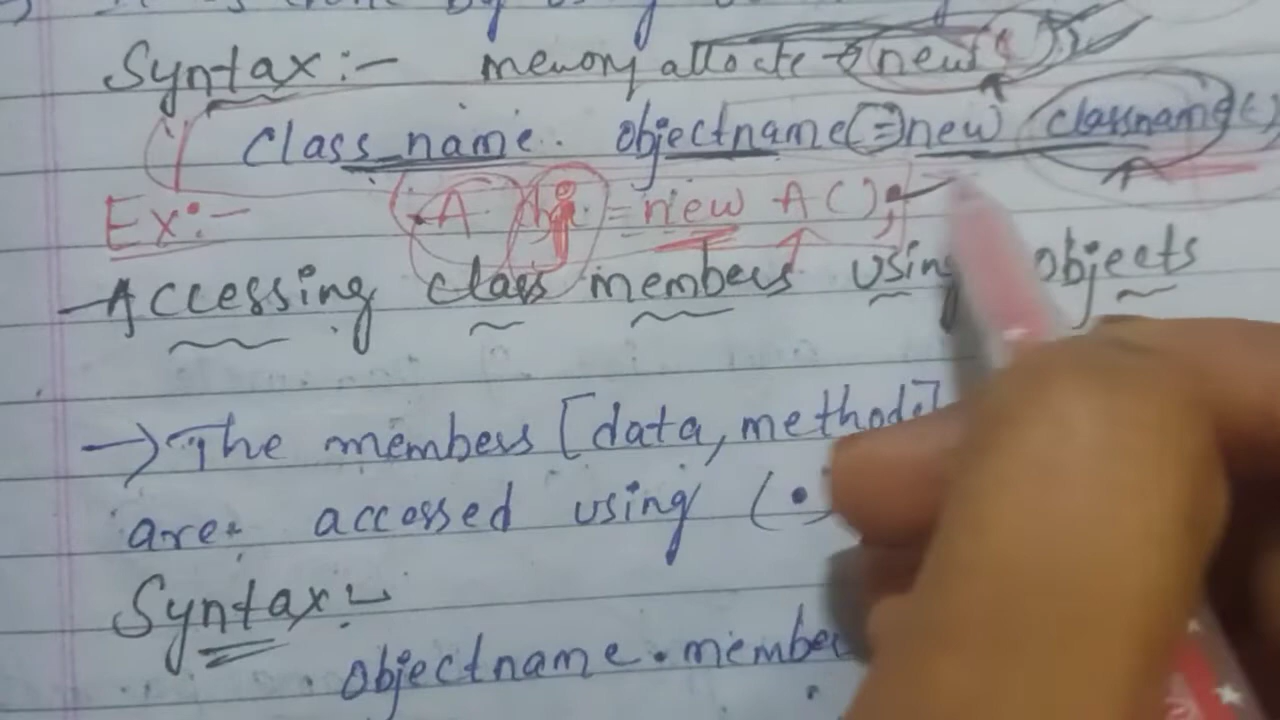 Syntax:- memory allocte → new
Class name objectname = new classname()
Ex:- A = new A();
Accessing class members using objects
→ The members [data, methods]
are accessed using (.)
Syntax:-
objectname.member